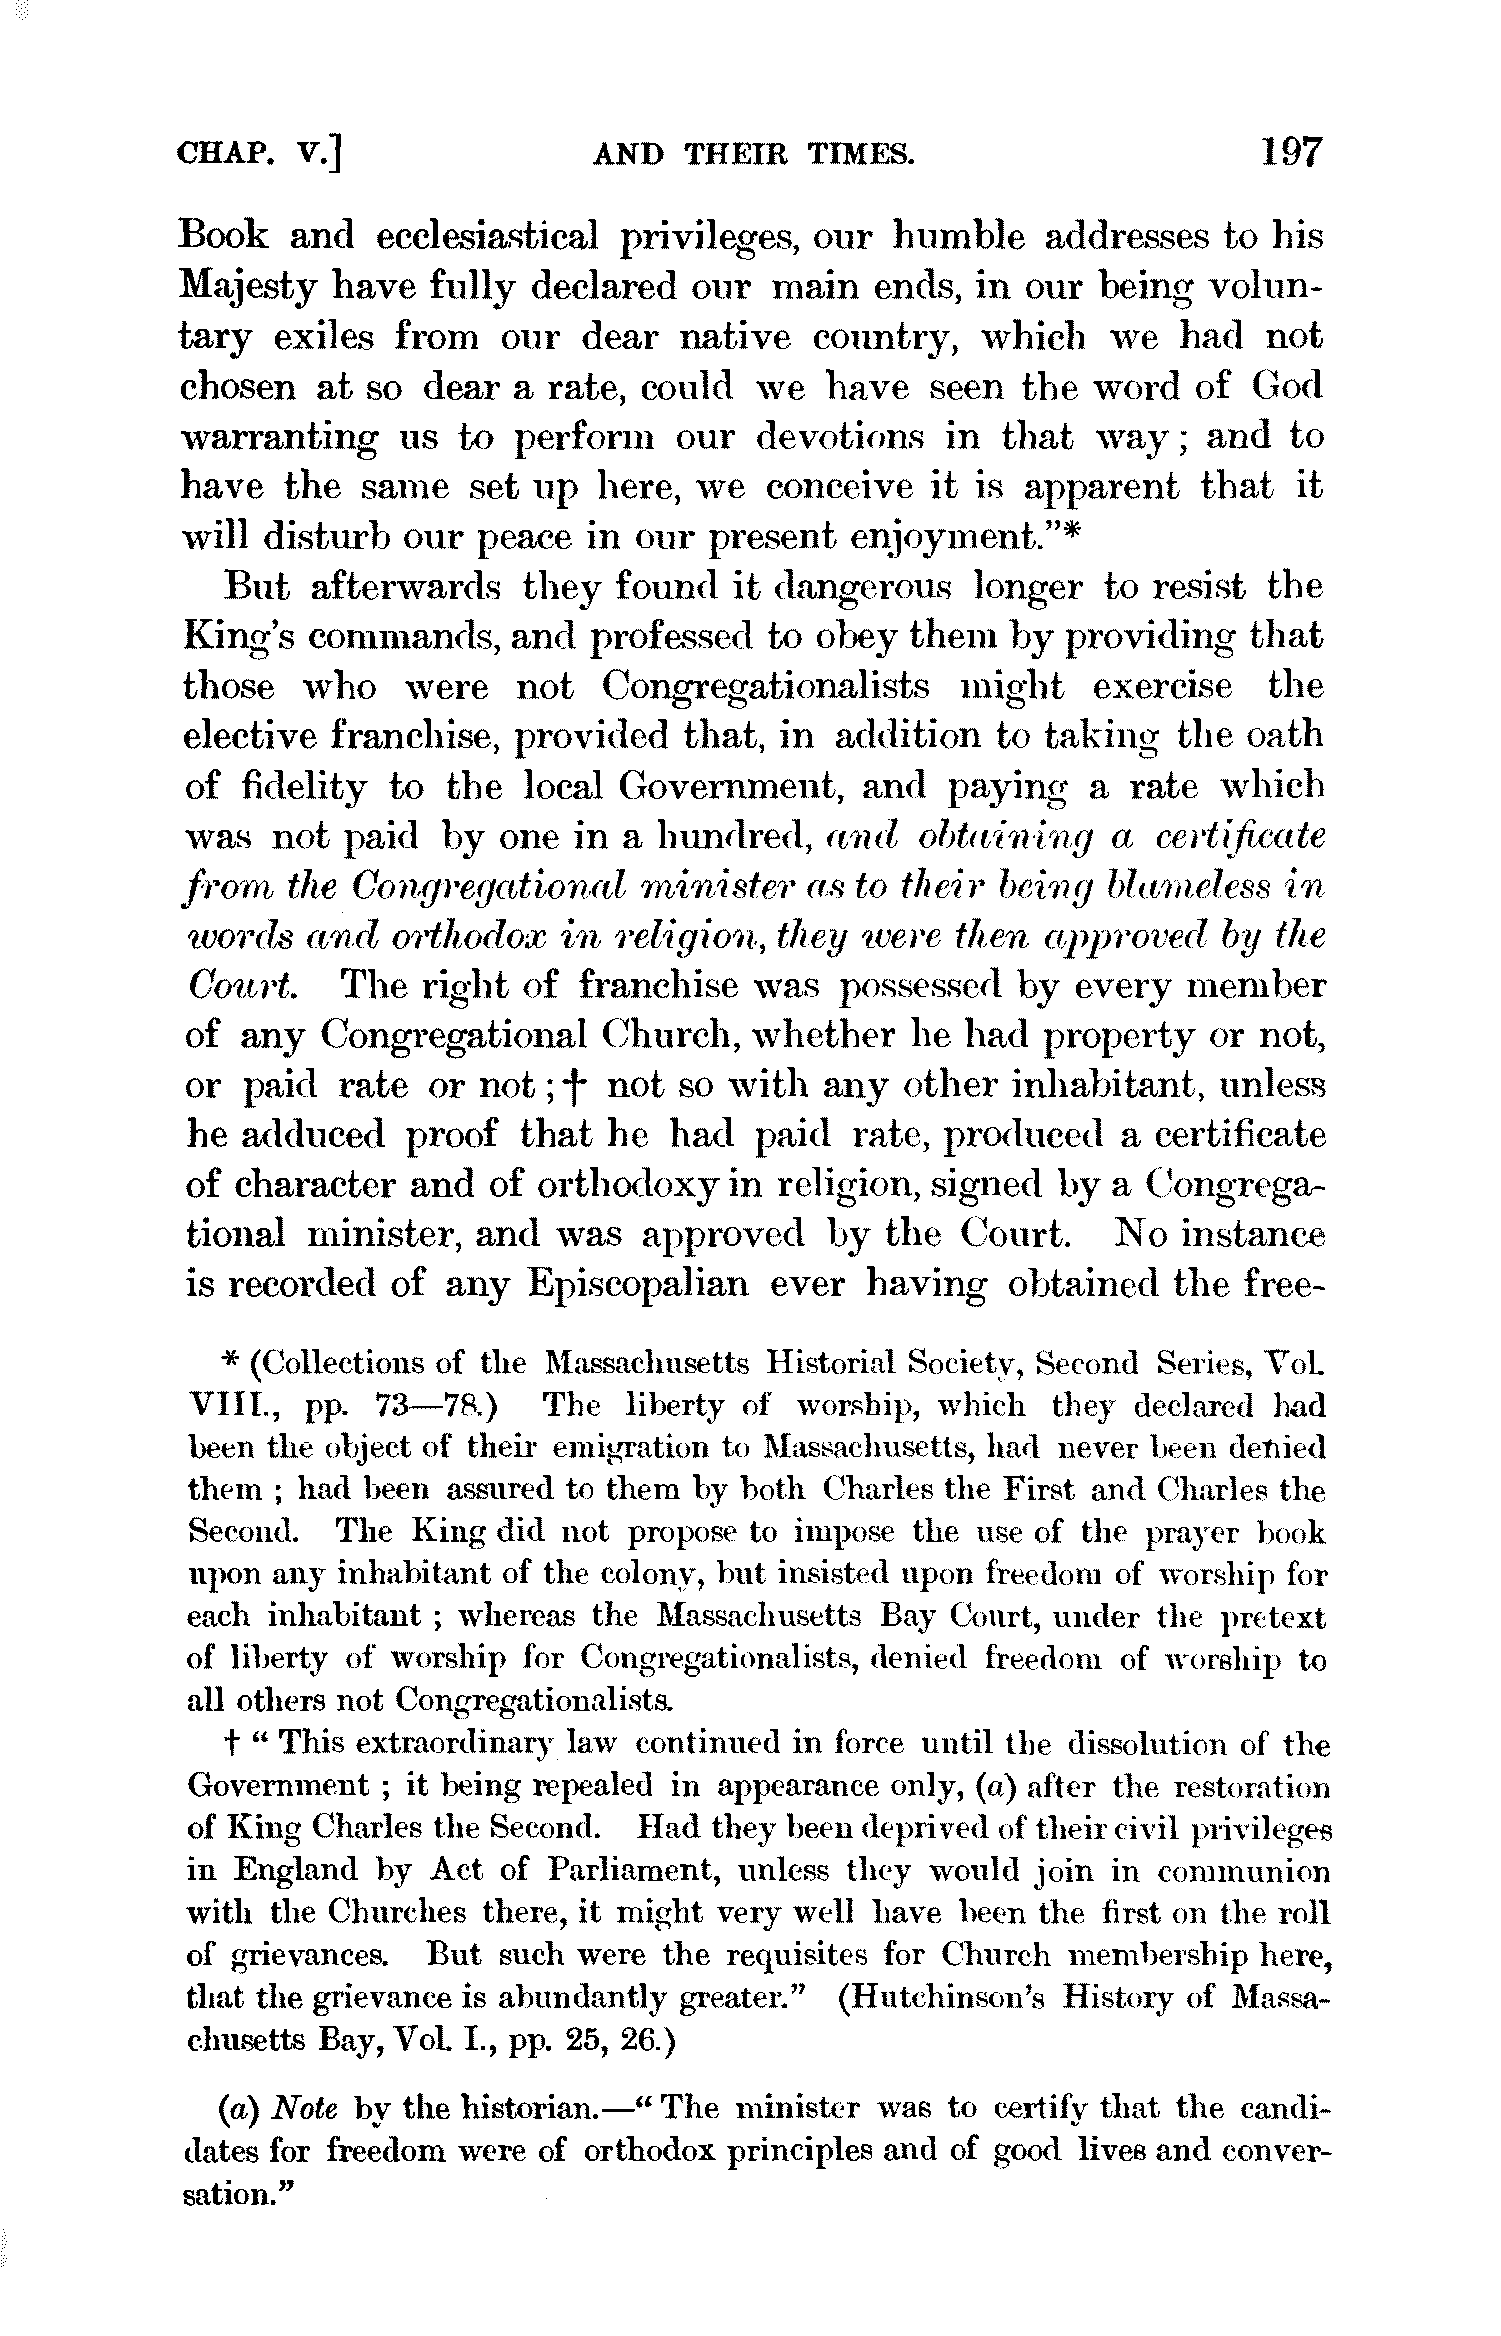 CHAP. V.] AND THEIR TIMES. 197
Book and ecclesiastical privileges, our humble addresses to his
Majesty have fully declared our main ends, in our being volun-
tary exiles from our dear native country, which we had not
chosen at so dear a rate, could we have seen the word of God
warranting us to perform our devotions in that way; and to
have the same set up here, we conceive it is apparent that it
will disturb our peace in our present enjoyment."*
But afterwards they found it dangerous longer to resist the
King's commands, and professed to obey them by providing that
those who were not Congregationalists might exercise the
elective franchise, provided that, in addition to taking the oath
of fidelity to the local Government, and paying a rate which
was not paid by one in a hundred, and obtaining a certificate
from the Congregational minister as to their being blameless in
words and orthodox in religion, they were then approved by the
Court. The right of franchise was possessed by every member
of any Congregational Church, whether he had property or not,
or paid rate or not;† not so with any other inhabitant, unless
he adduced proof that he had paid rate, produced a certificate
of character and of orthodoxy in religion, signed by a Congrega-
tional minister, and was approved by the Court. No instance
is recorded of any Episcopalian ever having obtained the free-
* (Collections of the Massachusetts Historial Society, Second Series, Vol.
VIII., pp. 73—78.) The liberty of worship, which they declared had
been the object of their emigration to Massachusetts, had never been denied
them; had been assured to them by both Charles the First and Charles the
Second. The King did not propose to impose the use of the prayer book
upon any inhabitant of the colony, but insisted upon freedom of worship for
each inhabitant; whereas the Massachusetts Bay Court, under the pretext
of liberty of worship for Congregationalists, denied freedom of worship to
all others not Congregationalists.
† "This extraordinary law continued in force until the dissolution of the
Government; it being repealed in appearance only, (a) after the restoration
of King Charles the Second. Had they been deprived of their civil privileges
in England by Act of Parliament, unless they would join in communion
with the Churches there, it might very well have been the first on the roll
of grievances. But such were the requisites for Church membership here,
that the grievance is abundantly greater." (Hutchinson's History of Massa-
chusetts Bay, Vol. I., pp. 25, 26.)
(a) Note by the historian.—"The minister was to certify that the candi-
dates for freedom were of orthodox principles and of good lives and conver-
sation."